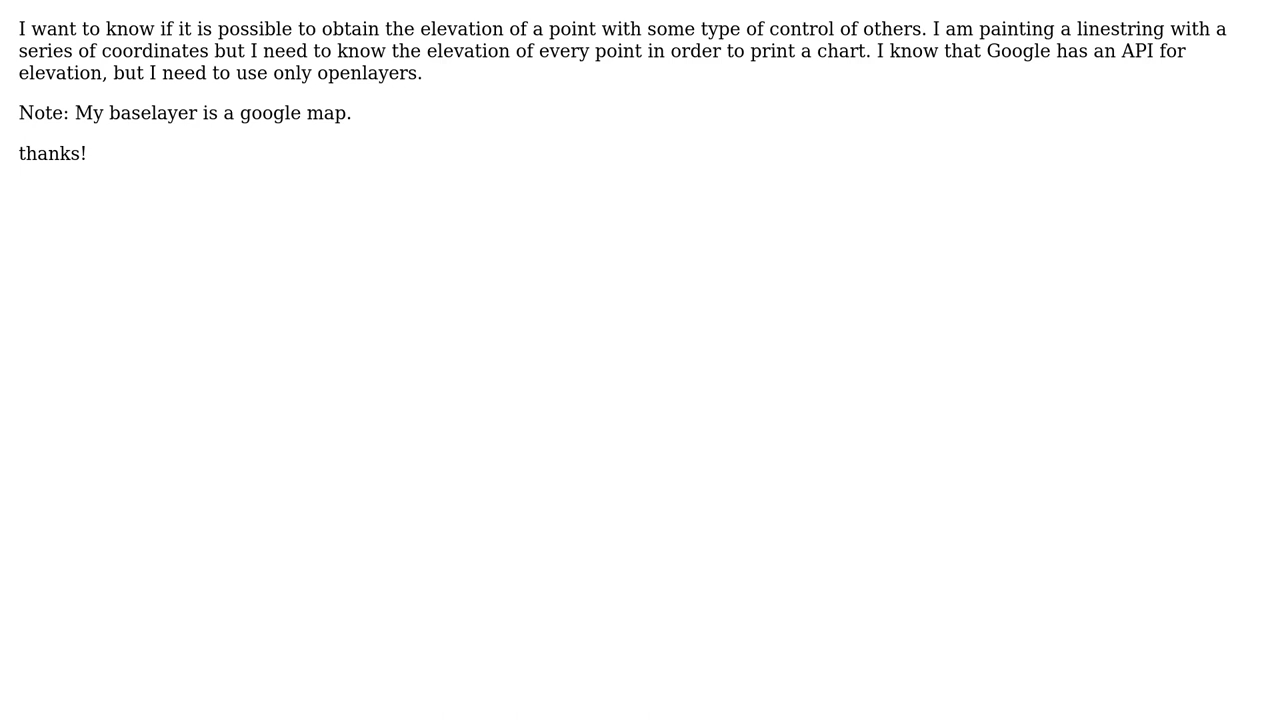 I want to know if it is possible to obtain the elevation of a point with some type of control of others. I am painting a linestring with a
series of coordinates but I need to know the elevation of every point in order to print a chart. I know that Google has an API for
elevation, but I need to use only openlayers.
Note: My baselayer is a google map.
thanks!